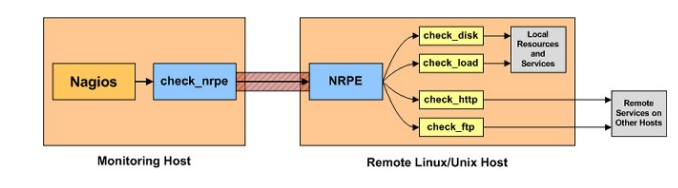 Nagios
check_nrpe
NRPE
check_disk
check_load
check_http
check_ftp
Local
Resources
and
Services
Remote
Services on
Other Hosts
Monitoring Host
Remote Linux/Unix Host